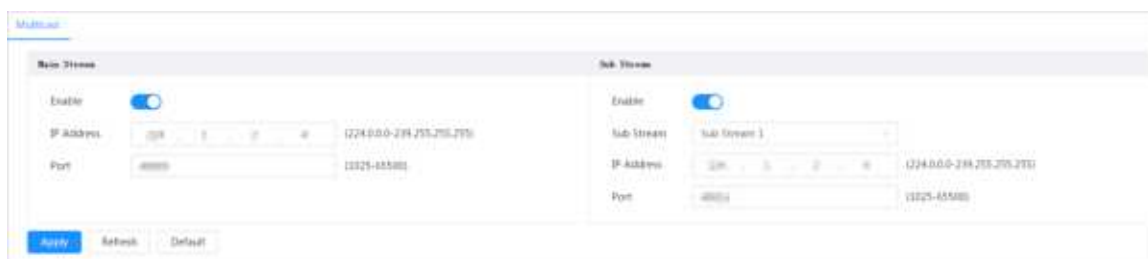 Multicast
Main Stream
Enable
IP Address (224.0.0.0-239.255.255.255)
Port (1025-65500)
Sub Stream
Enable
Sub Stream Sub Stream 1
IP Address (224.0.0.0-239.255.255.255)
Port (1025-65500)
Apply Refresh Default